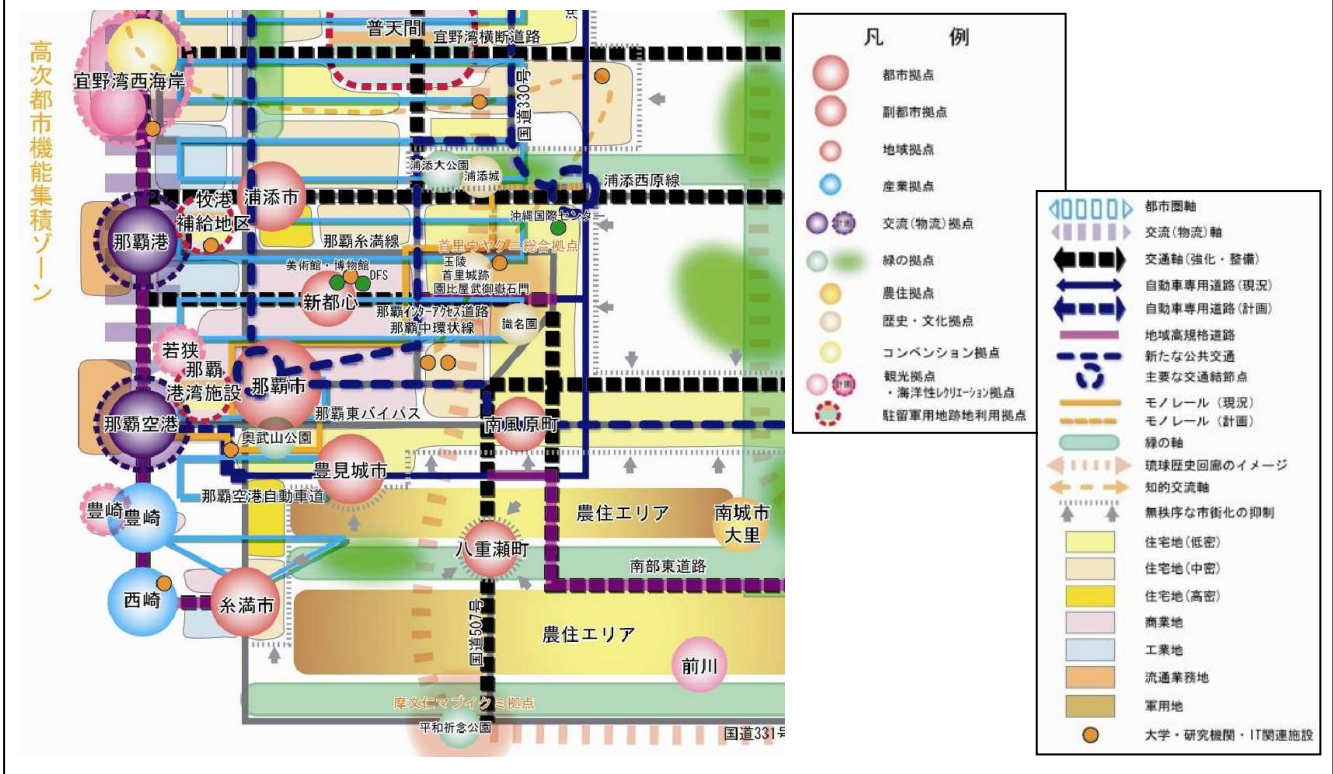 高次都市機能集積ゾーン
普天間
宜野湾横断道路
宜野湾西海岸
国道330号
浦添大公園
浦添城
浦添西原線
浦添市
牧港
補給地区
那覇港
沖縄国際センター
那覇糸満線
首里ウヤグニ総合拠点
美術館・博物館
DFS
玉陵
首里城跡
園比屋武御嶽石門
新都心
那覇インターアクセス道路
那覇中環状線
識名園
若狭
那覇
港湾施設
那覇市
那覇東バイパス
那覇空港
奥武山公園
南風原町
豊見城市
那覇空港自動車道
豊崎
豊崎
農住エリア
南城市
大里
八重瀬町
南部東道路
西崎
糸満市
農住エリア
国道507号
前川
摩文仁マブイクミ拠点
平和祈念公園
国道331号
凡 例
都市拠点
副都市拠点
地域拠点
産業拠点
計画
交流(物流)拠点
緑の拠点
農住拠点
歴史・文化拠点
コンベンション拠点
計画
観光拠点
・海洋性レクリエーション拠点
駐留軍用地跡地利用拠点
都市圏軸
交流(物流)軸
交通軸(強化・整備)
自動車専用道路(現況)
自動車専用道路(計画)
地域高規格道路
新たな公共交通
主要な交通結節点
モノレール(現況)
モノレール(計画)
緑の軸
琉球歴史回廊のイメージ
知的交流軸
無秩序な市街化の抑制
住宅地(低密)
住宅地(中密)
住宅地(高密)
商業地
工業地
流通業務地
軍用地
大学・研究機関・IT関連施設